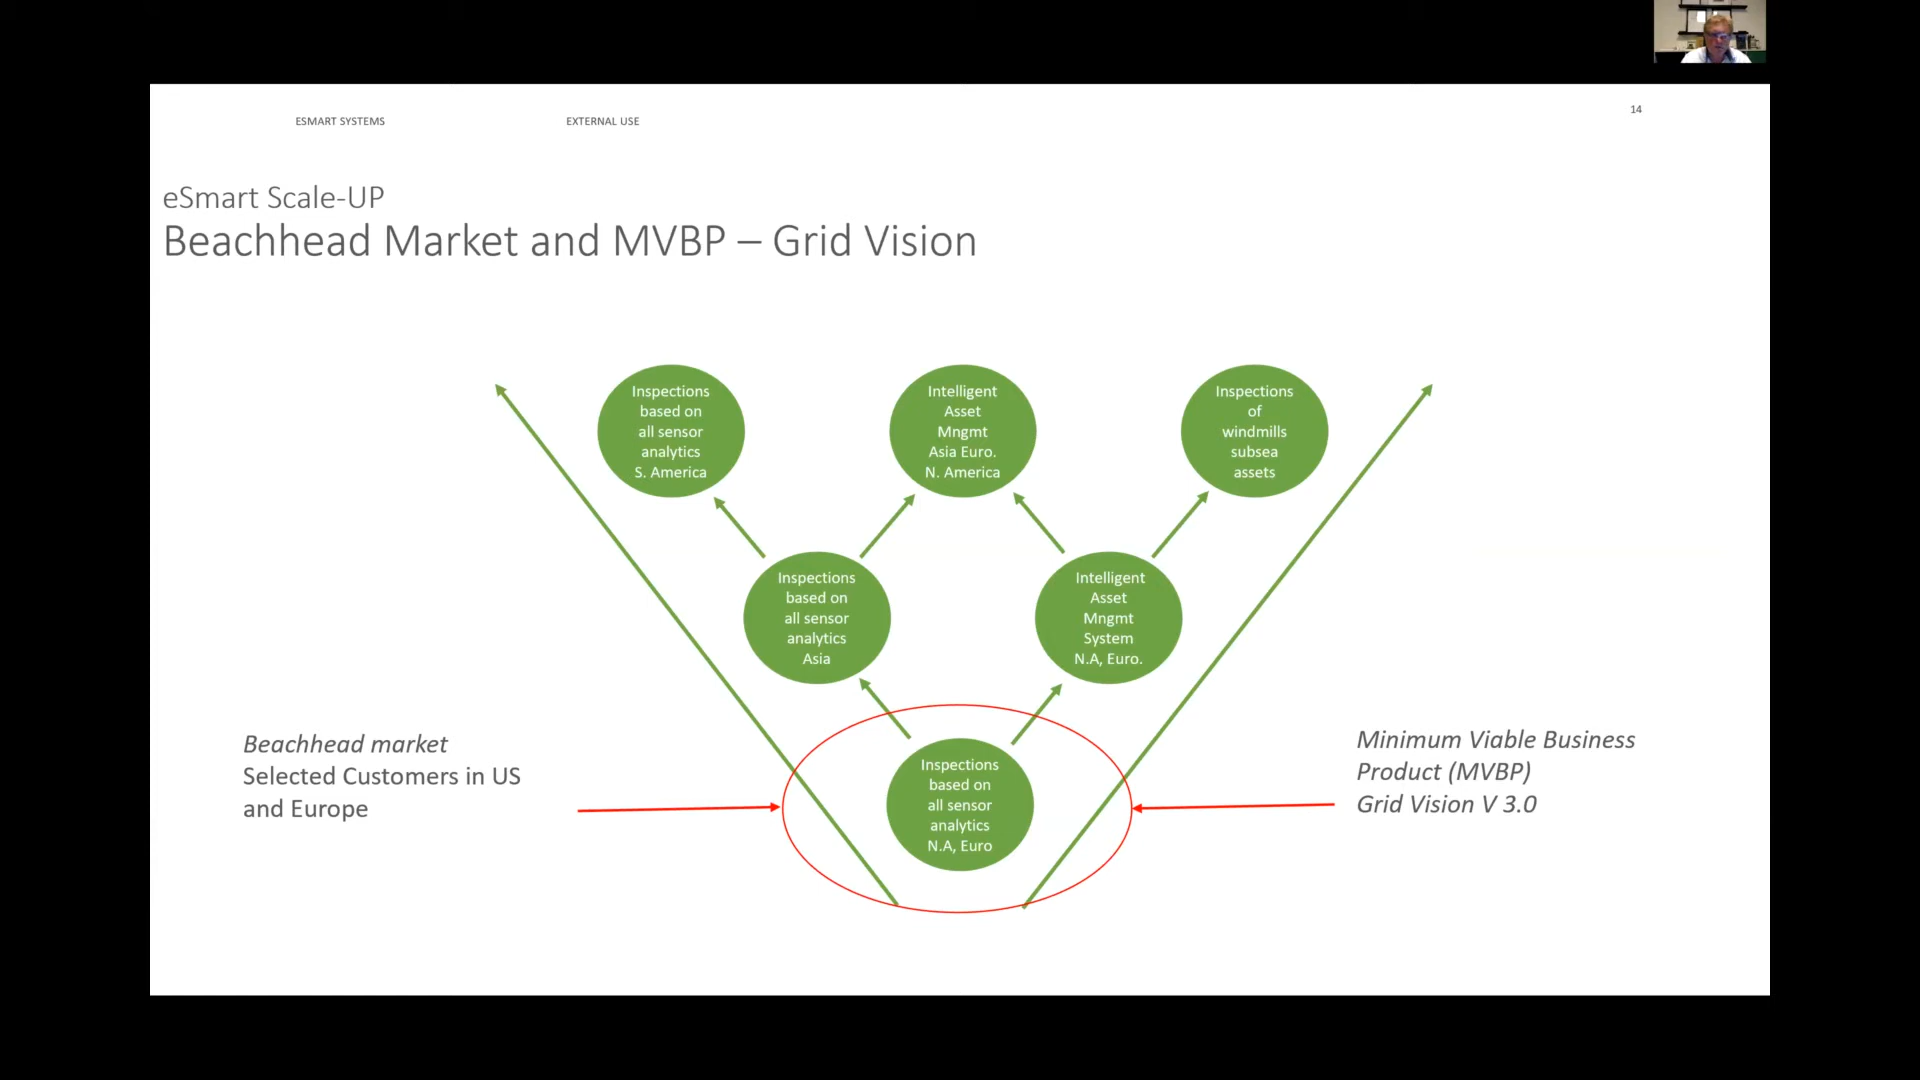 ESMART SYSTEMS
EXTERNAL USE
14
eSmart Scale-UP
Beachhead Market and MVBP – Grid Vision
Inspections
based on
all sensor
analytics
S. America
Intelligent
Asset
Mngmt
Asia Euro.
N. America
Inspections
of
windmills
subsea
assets
Inspections
based on
all sensor
analytics
Asia
Intelligent
Asset
Mngmt
System
N.A, Euro.
Beachhead market
Selected Customers in US
and Europe
Inspections
based on
all sensor
analytics
N.A, Euro
Minimum Viable Business
Product (MVBP)
Grid Vision V 3.0